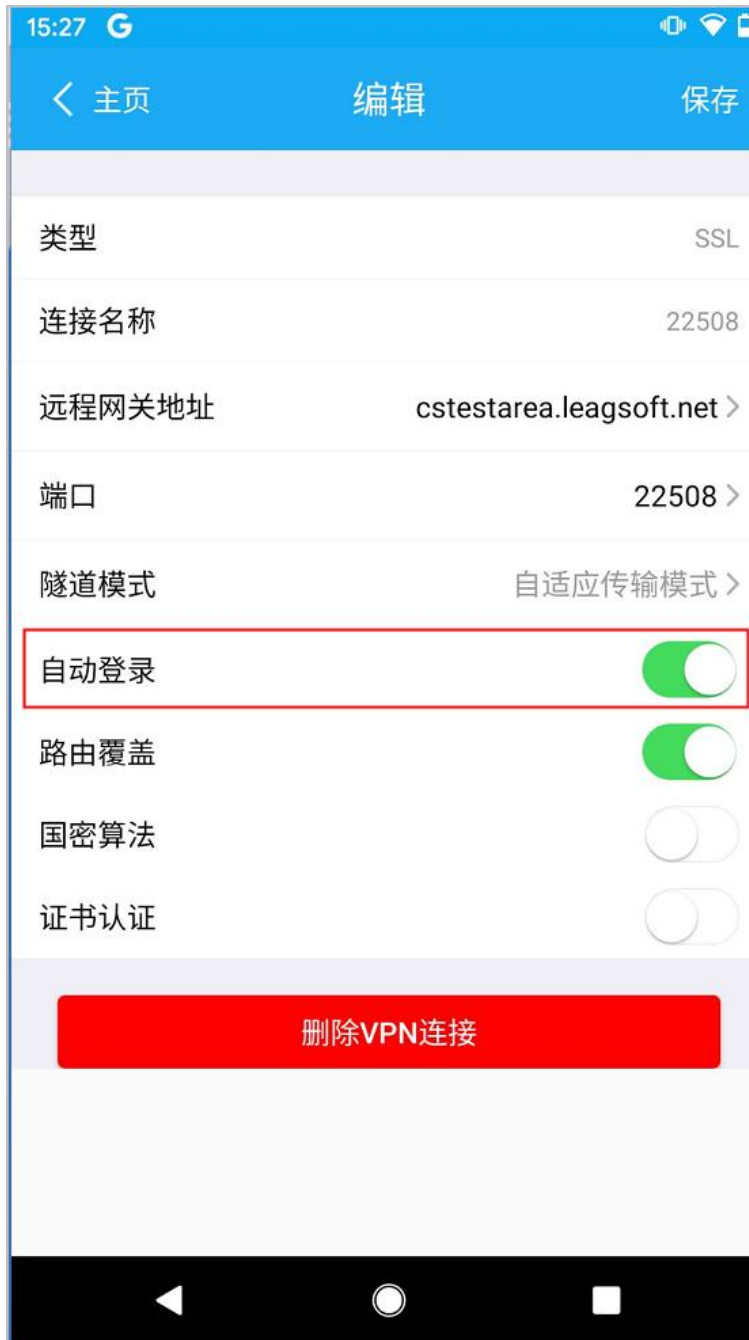 15:27 G
主页 编辑 保存
类型 SSL
连接名称 22508
远程网关地址 cstestarea.leagsoft.net
端口 22508
隧道模式 自适应传输模式
自动登录
路由覆盖
国密算法
证书认证
删除VPN连接